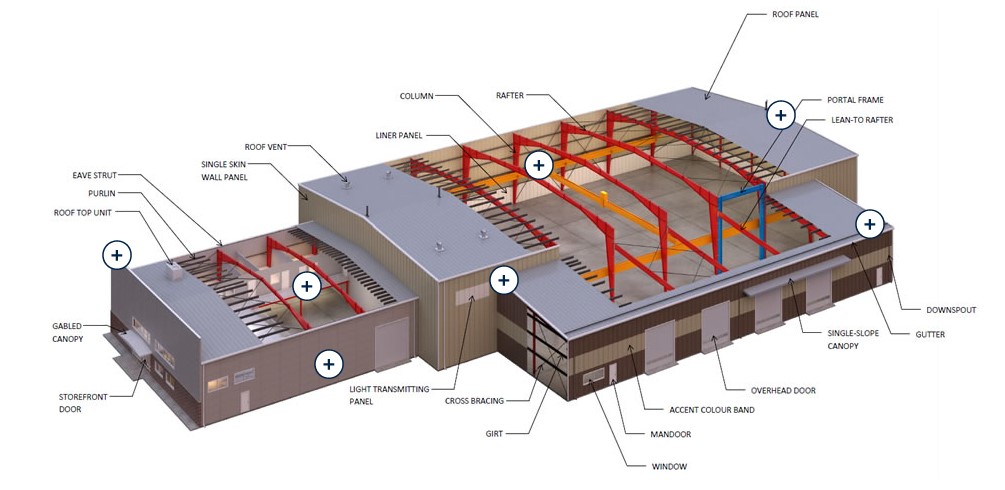 ROOF PANEL
COLUMN
RAFTER
PORTAL FRAME
LEAN-TO RAFTER
LINER PANEL
ROOF VENT
SINGLE SKIN
WALL PANEL
EAVE STRUT
PURLIN
ROOF TOP UNIT
GABLED
CANOPY
STOREFRONT
DOOR
LIGHT TRANSMITTING
PANEL
CROSS BRACING
GIRT
DOWNSPOUT
GUTTER
SINGLE-SLOPE
CANOPY
OVERHEAD DOOR
ACCENT COLOUR BAND
MANDOOR
WINDOW